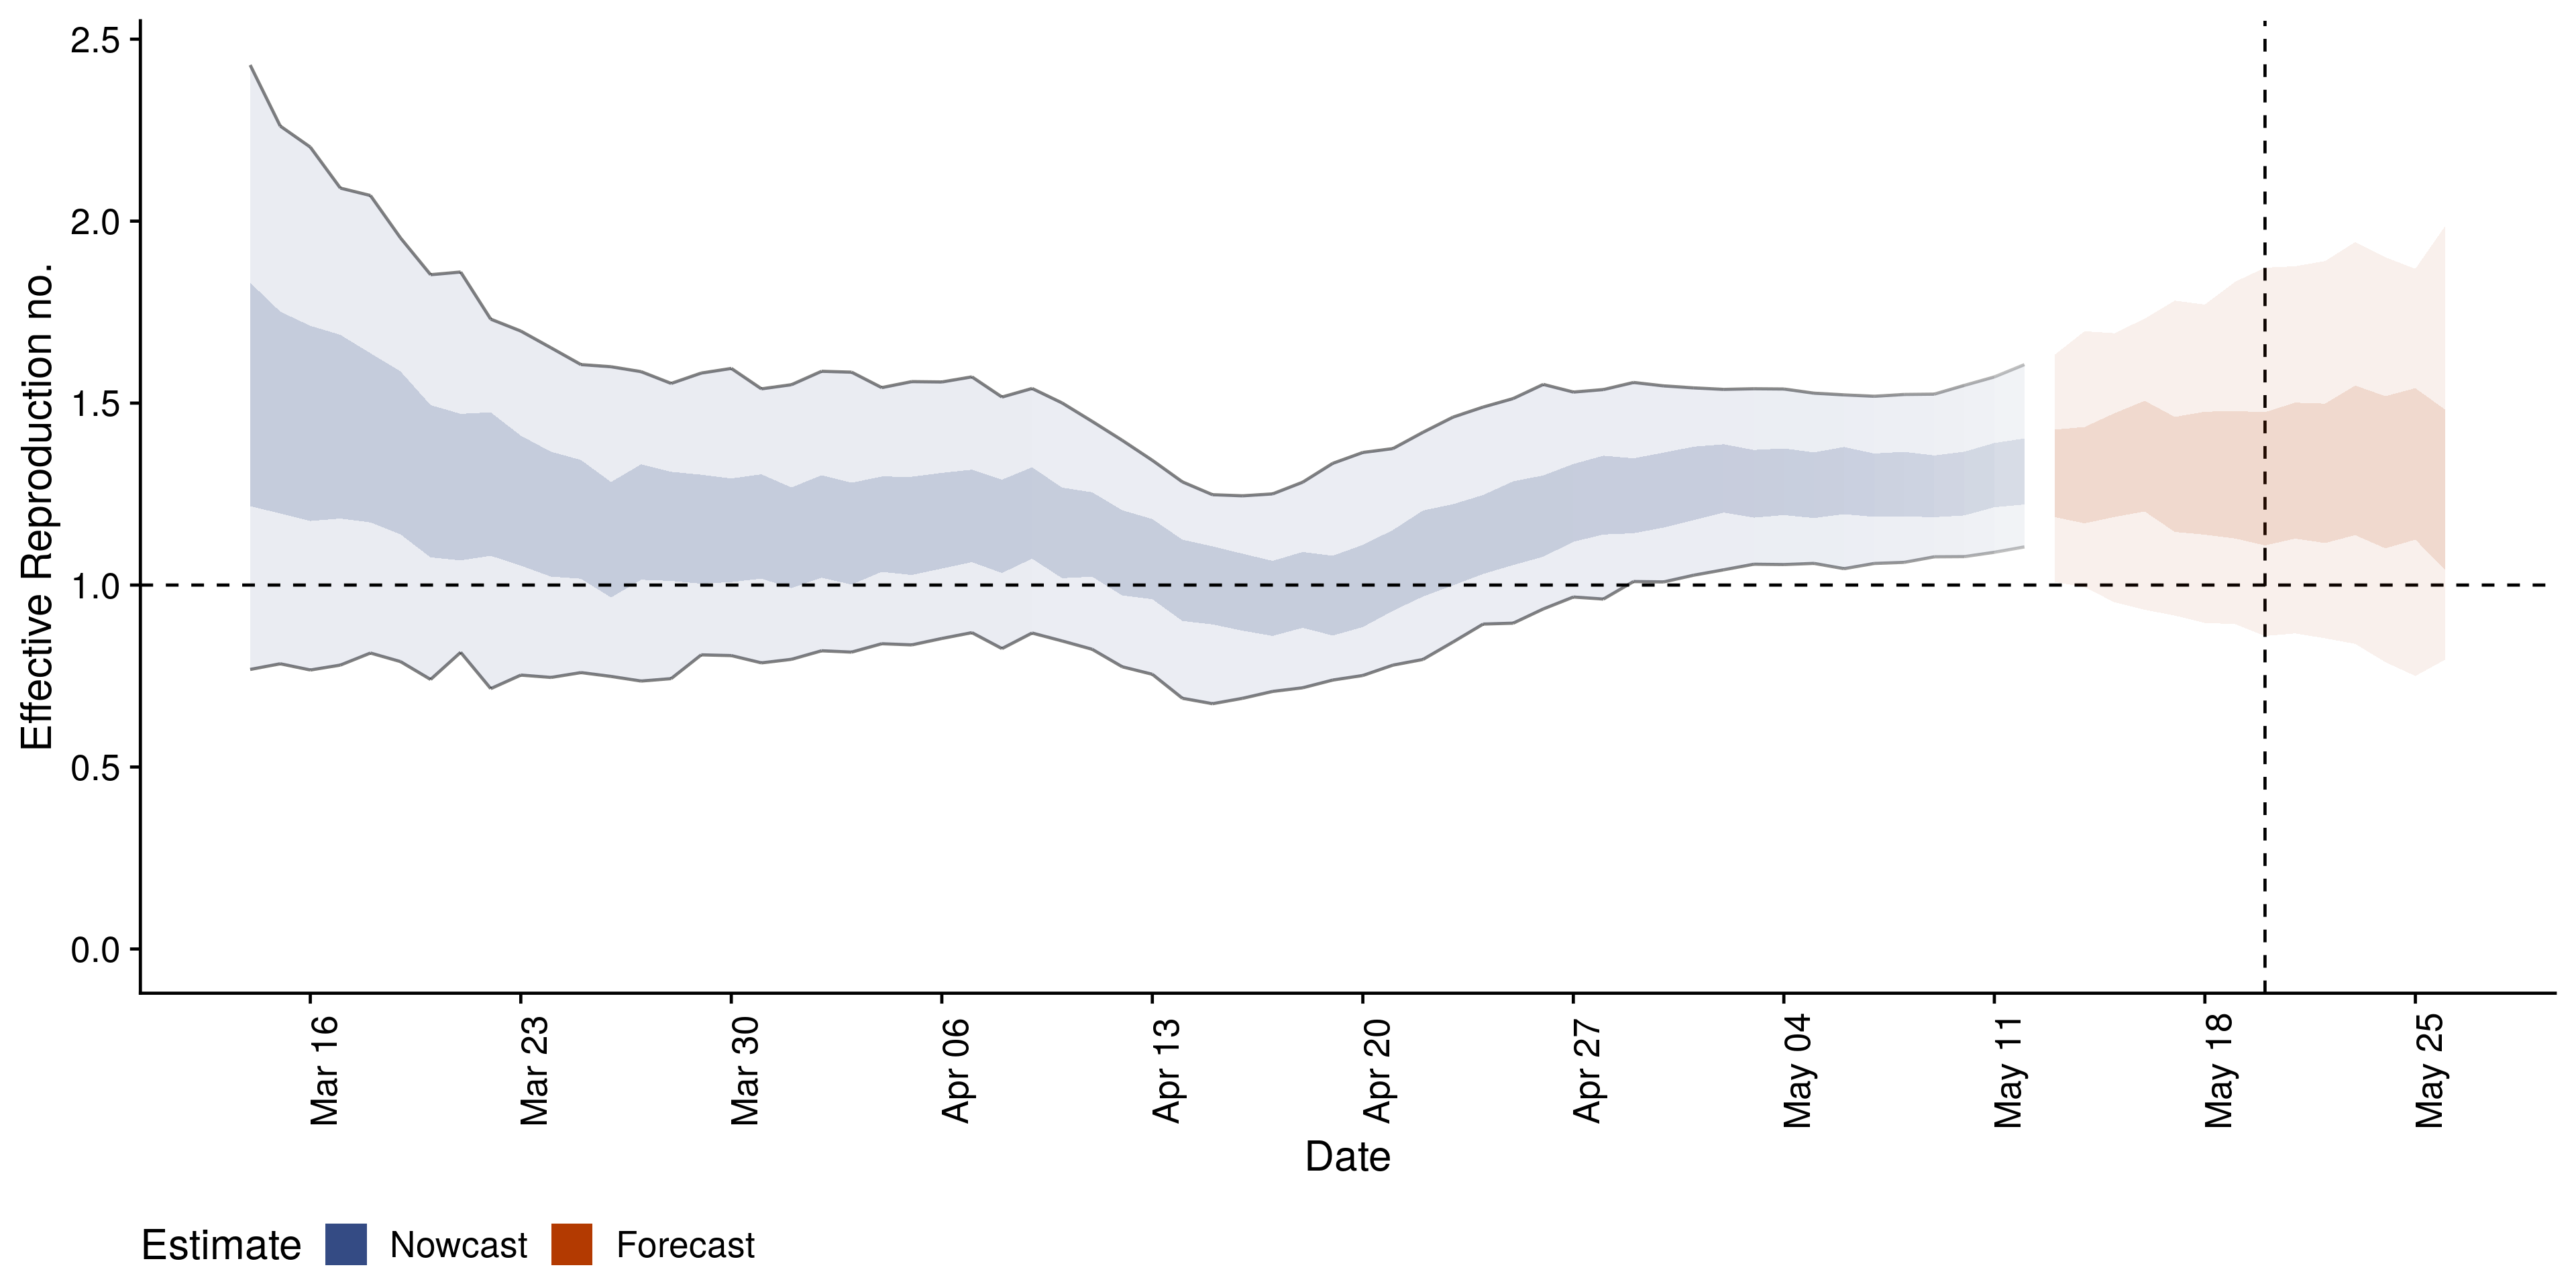 Effective Reproduction no.
2.5
2.0
1.5
1.0
0.5
0.0
Mar 16
Mar 23
Mar 30
Apr 06
Apr 13
Apr 20
Apr 27
May 04
May 11
May 18
May 25
Date
Estimate Nowcast Forecast